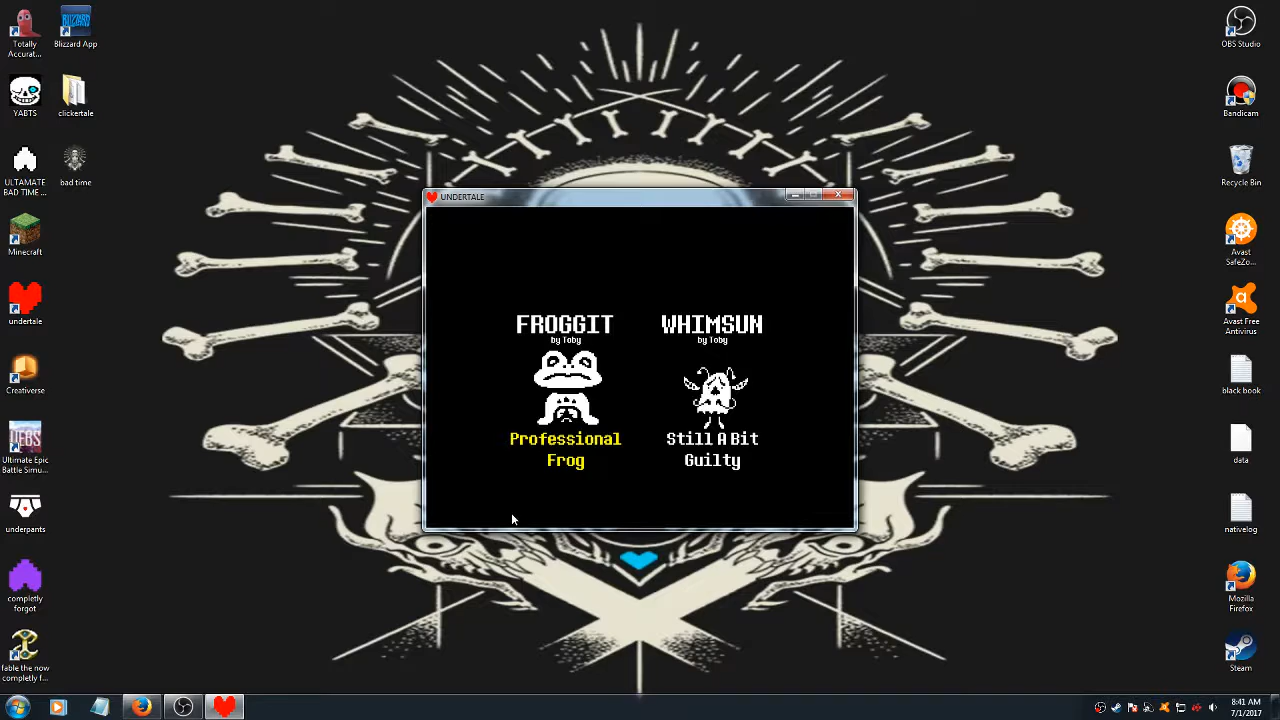 Totally
Accurat...
Blizzard App
YABTS
clickertale
ULTAMATE
BAD TIME ...
bad time
Minecraft
undertale
Creativerse
Ultimate Epic
Battle Simu...
underpants
completly
forgot
fable the now
completly f...
UNDERTALE
FROGGIT
by Toby
Professional
Frog
WHIMSUN
by Toby
Still A Bit
Guilty
OBS Studio
Bandicam
Recycle Bin
Avast
SafeZo...
Avast Free
Antivirus
black book
data
nativelog
Mozilla
Firefox
Steam
8:41 AM
7/1/2017